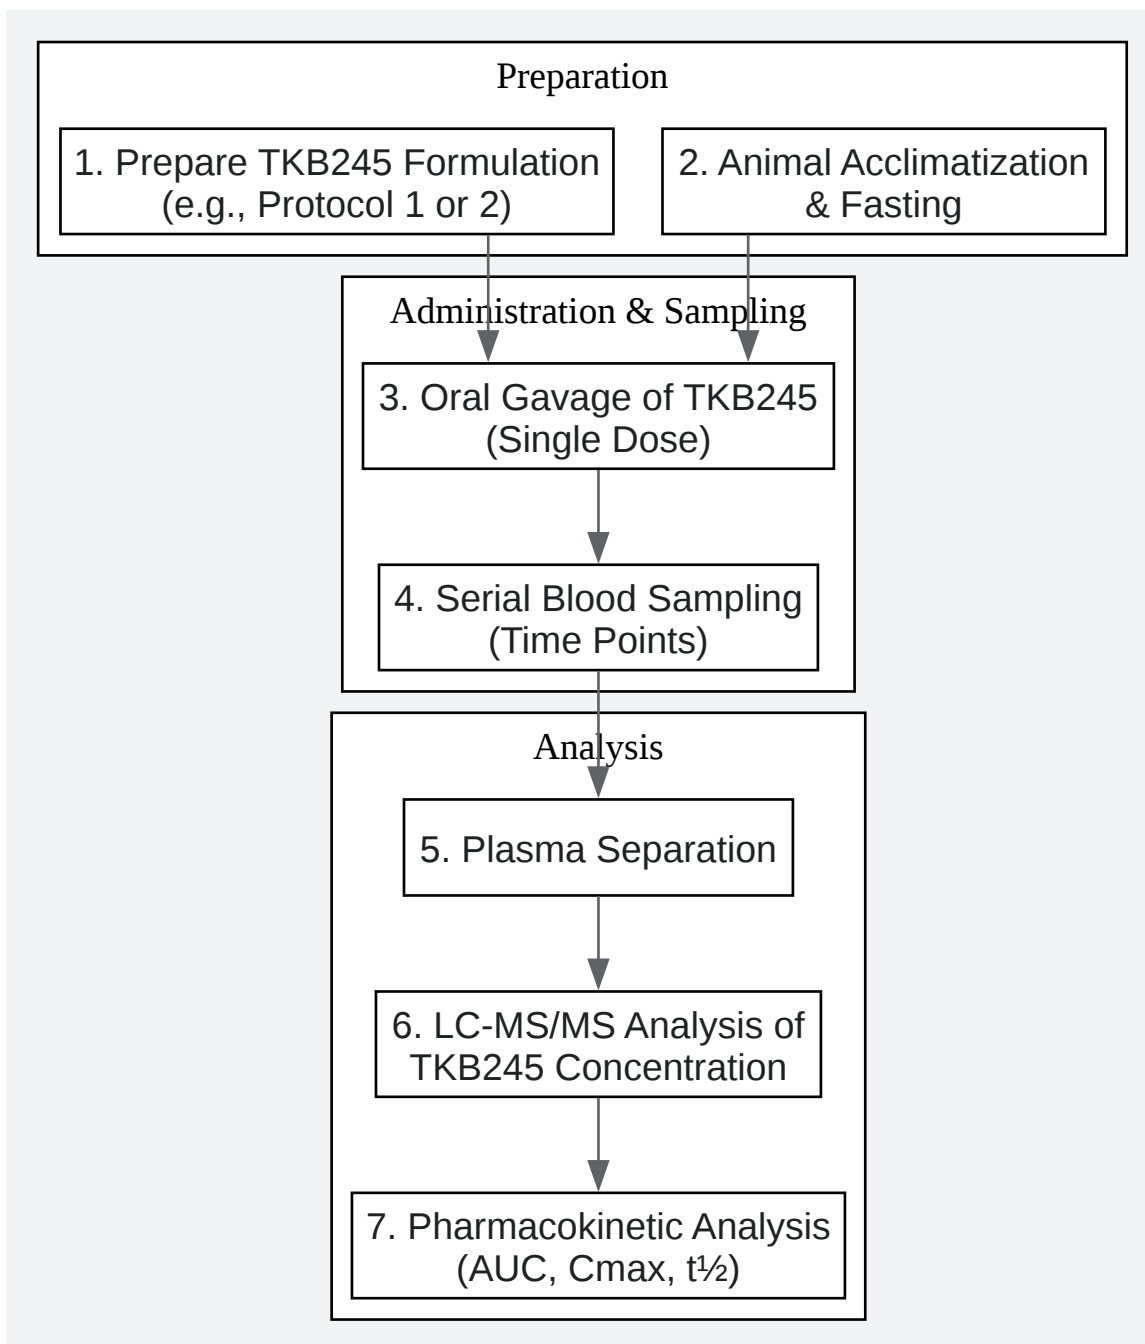 Preparation
1. Prepare TKB245 Formulation
(e.g., Protocol 1 or 2)
2. Animal Acclimatization
& Fasting
Administration & Sampling
3. Oral Gavage of TKB245
(Single Dose)
4. Serial Blood Sampling
(Time Points)
Analysis
5. Plasma Separation
6. LC-MS/MS Analysis of
TKB245 Concentration
7. Pharmacokinetic Analysis
(AUC, Cmax, t½)